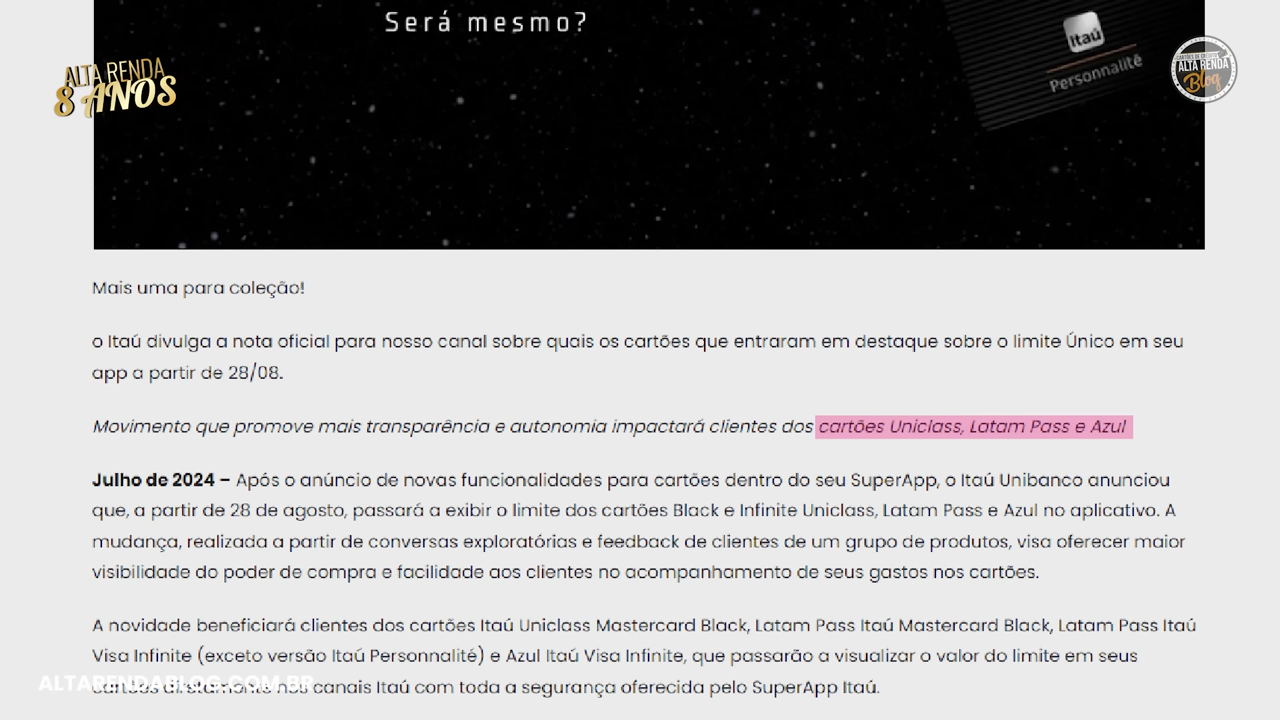 Será mesmo?
Itaú
Personnalité
ALTA RENDA
8 ANOS
ALTA RENDA
Blog
Mais uma para coleção!
o Itaú divulga a nota oficial para nosso canal sobre quais os cartões que entraram em destaque sobre o limite Único em seu
app a partir de 28/08.
Movimento que promove mais transparência e autonomia impactará clientes dos cartões Uniclass, Latam Pass e Azul
Julho de 2024 – Após o anúncio de novas funcionalidades para cartões dentro do seu SuperApp, o Itaú Unibanco anunciou
que, a partir de 28 de agosto, passará a exibir o limite dos cartões Black e Infinite Uniclass, Latam Pass e Azul no aplicativo. A
mudança, realizada a partir de conversas exploratórias e feedback de clientes de um grupo de produtos, visa oferecer maior
visibilidade do poder de compra e facilidade aos clientes no acompanhamento de seus gastos nos cartões.
A novidade beneficiará clientes dos cartões Itaú Uniclass Mastercard Black, Latam Pass Itaú Mastercard Black, Latam Pass Itaú
Visa Infinite (exceto versão Itaú Personnalité) e Azul Itaú Visa Infinite, que passarão a visualizar o valor do limite em seus
cartões diretamente nos canais Itaú com toda a segurança oferecida pelo SuperApp Itaú.
ALTARENDABLOG.COM.BR